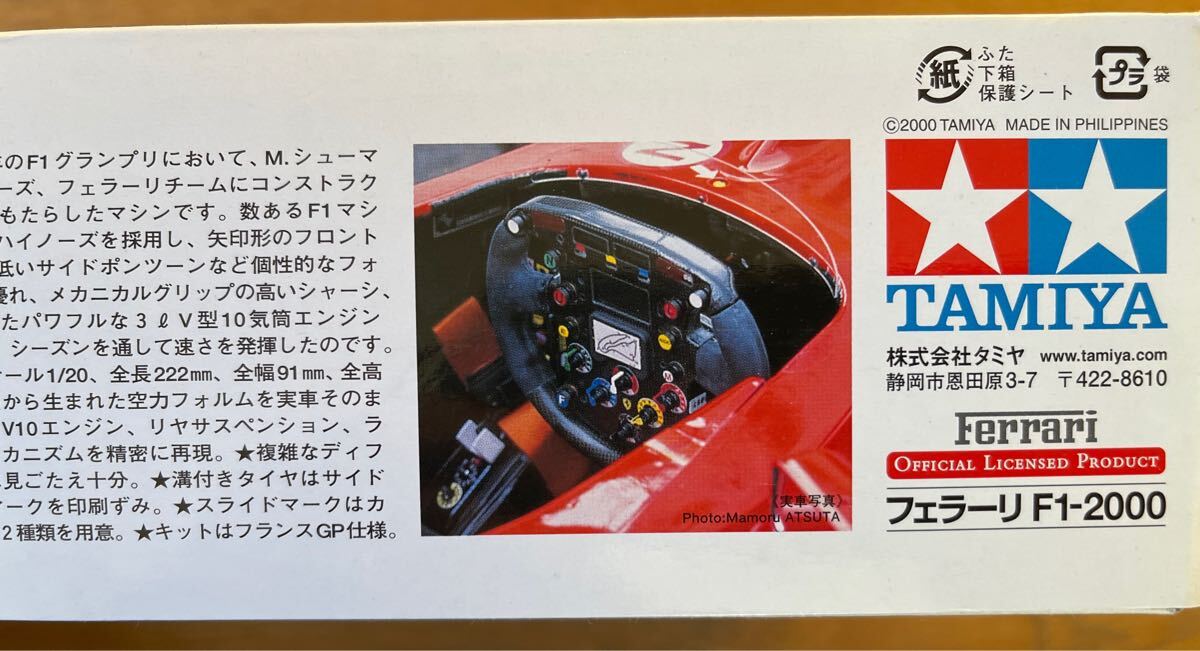 のF1グランプリにおいて、M.シューマ
ーズ、フェラーリチームにコンストラク
もたらしたマシンです。数あるF1マシ
ハイノーズを採用し、矢印形のフロント
低いサイドポンツーンなど個性的なフォ
優れ、メカニカルグリップの高いシャーシ、
たパワフルな3ℓV型10気筒エンジン
シーズンを通して速さを発揮したのです。
ール1/20、全長222mm、全幅91mm、全高
から生まれた空力フォルムを実車そのま
V10エンジン、リヤサスペンション、ラ
カニズムを精密に再現。★複雑なディフ
見ごたえ十分。★溝付きタイヤはサイド
ークを印刷ずみ。★スライドマークはカ
2種類を用意。★キットはフランスGP仕様。
《実車写真》
Photo:Mamoru ATSUTA
紙
ふた
下箱
保護シート
プラ
袋
©2000 TAMIYA MADE IN PHILIPPINES
TAMIYA
株式会社タミヤ www.tamiya.com
静岡市恩田原3-7 〒422-8610
Ferrari
OFFICIAL LICENSED PRODUCT
フェラーリ F1-2000